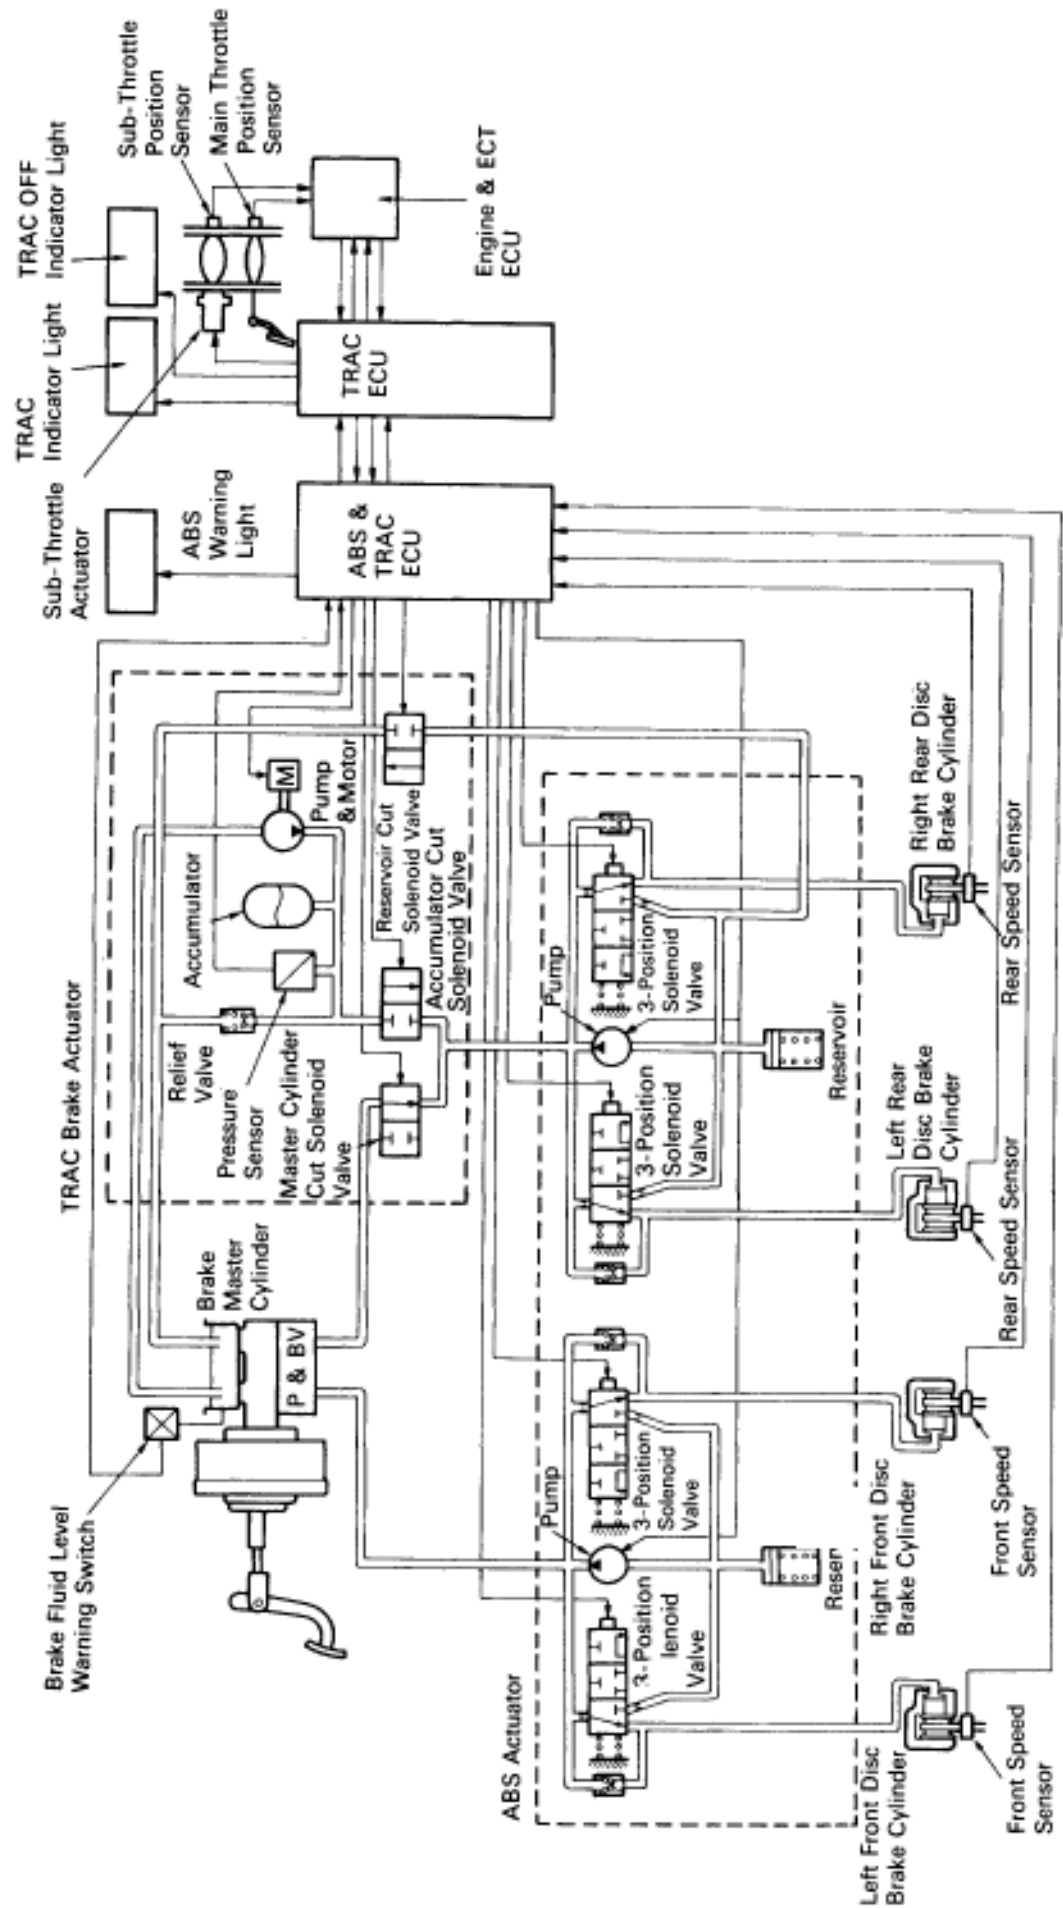 TRAC OFF
Indicator Light
TRAC
Indicator Light
Sub-Throttle
Actuator
Sub-Throttle
Position
Sensor
Main Throttle
Position
Sensor
Engine & ECT
ECU
TRAC
ECU
ABS
Warning
Light
ABS &
TRAC
ECU
TRAC Brake Actuator
Accumulator
M
Pump
& Motor
Reservoir Cut
Solenoid Valve
Accumulator Cut
Solenoid Valve
Relief
Valve
Pressure
Sensor
Master Cylinder
Cut Solenoid
Valve
Brake
Master
Cylinder
P & BV
Brake Fluid Level
Warning Switch
ABS Actuator
Pump
3-Position
Solenoid
Valve
3-Position
Solenoid
Valve
Reservoir
Pump
3-Position
Solenoid
Valve
3-Position
lenoid
Valve
Reser
Right Rear Disc
Brake Cylinder
Rear Speed Sensor
Left Rear
Disc Brake
Cylinder
Rear Speed Sensor
Right Front Disc
Brake Cylinder
Front Speed
Sensor
Left Front Disc
Brake Cylinder
Front Speed
Sensor